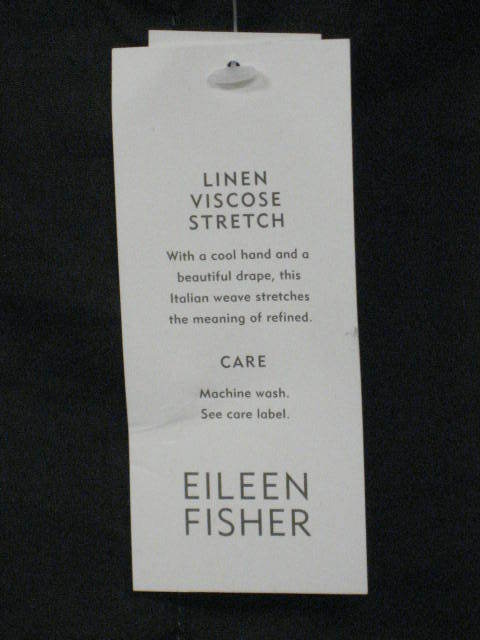 LINEN
VISCOSE
STRETCH
With a cool hand and a
beautiful drape, this
Italian weave stretches
the meaning of refined.
CARE
Machine wash.
See care label.
EILEEN
FISHER